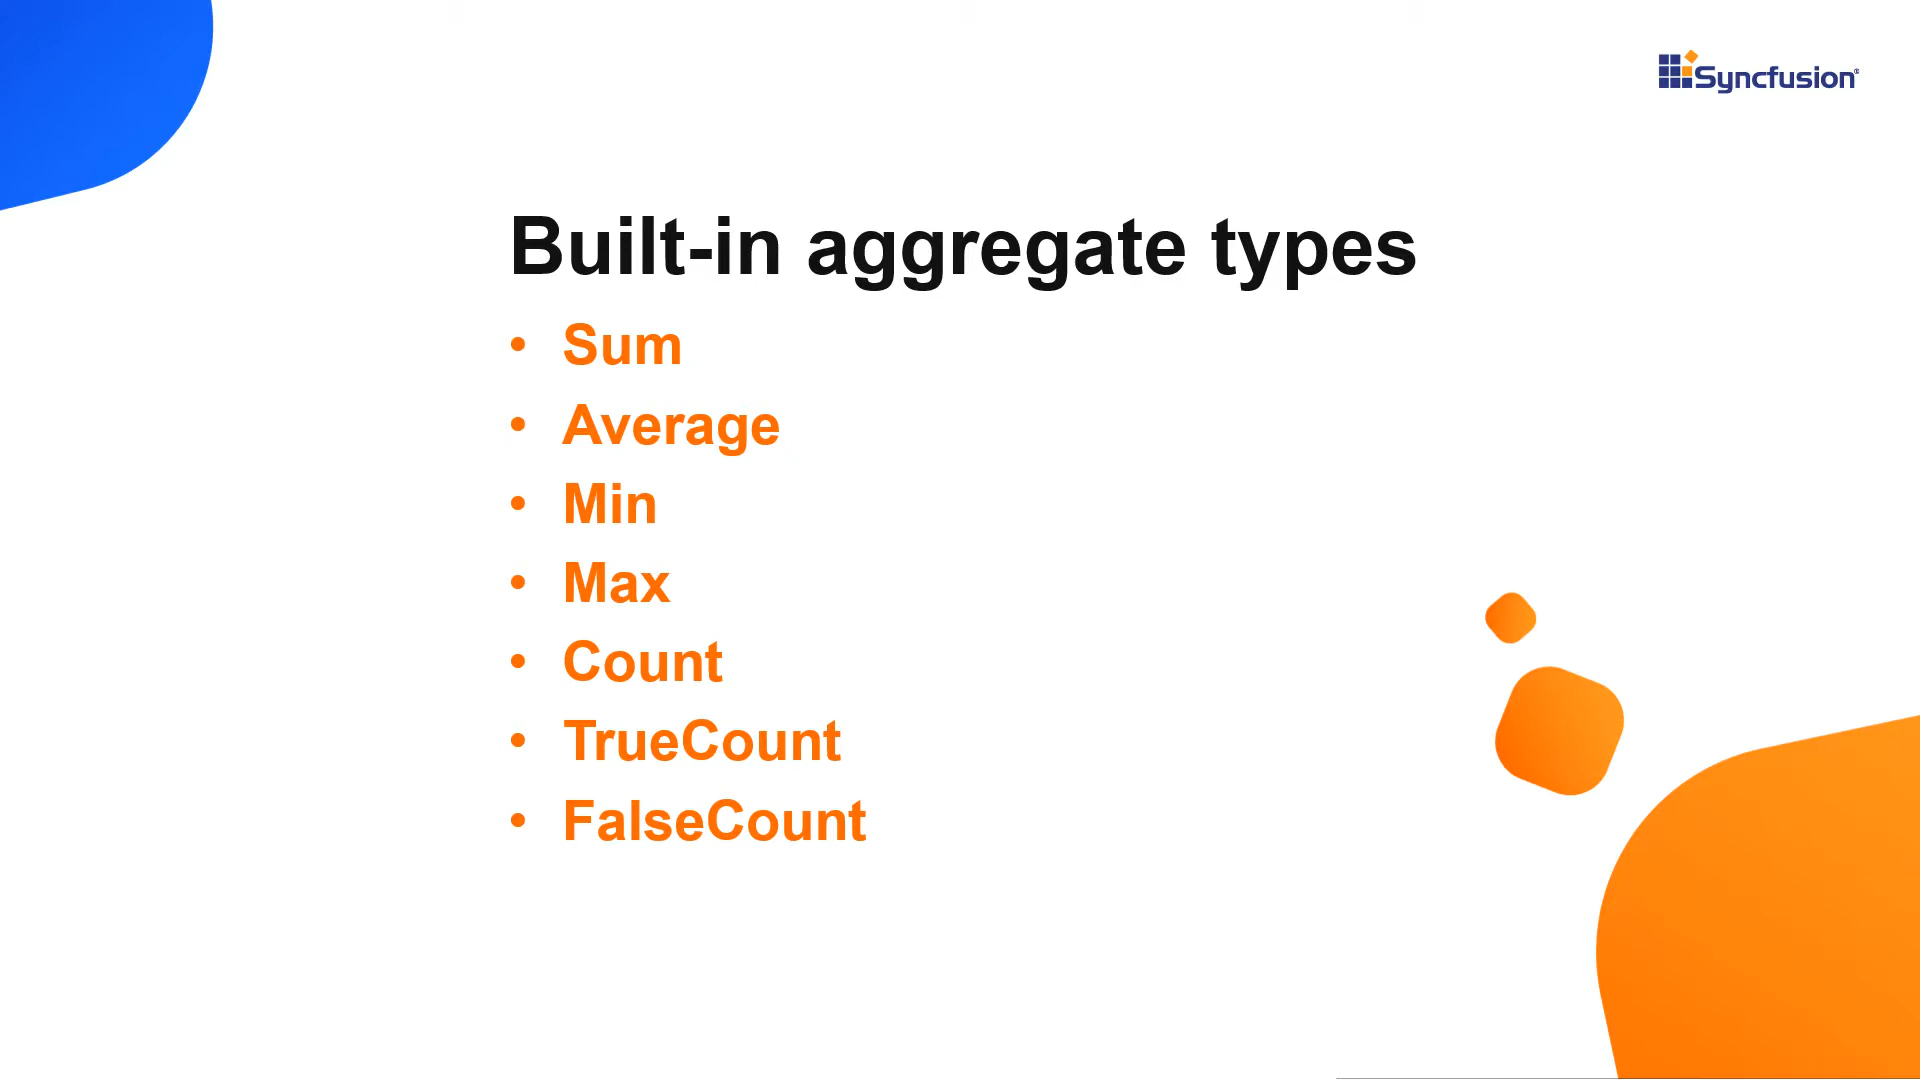 Syncfusion®
Built-in aggregate types
• Sum
• Average
• Min
• Max
• Count
• TrueCount
• FalseCount